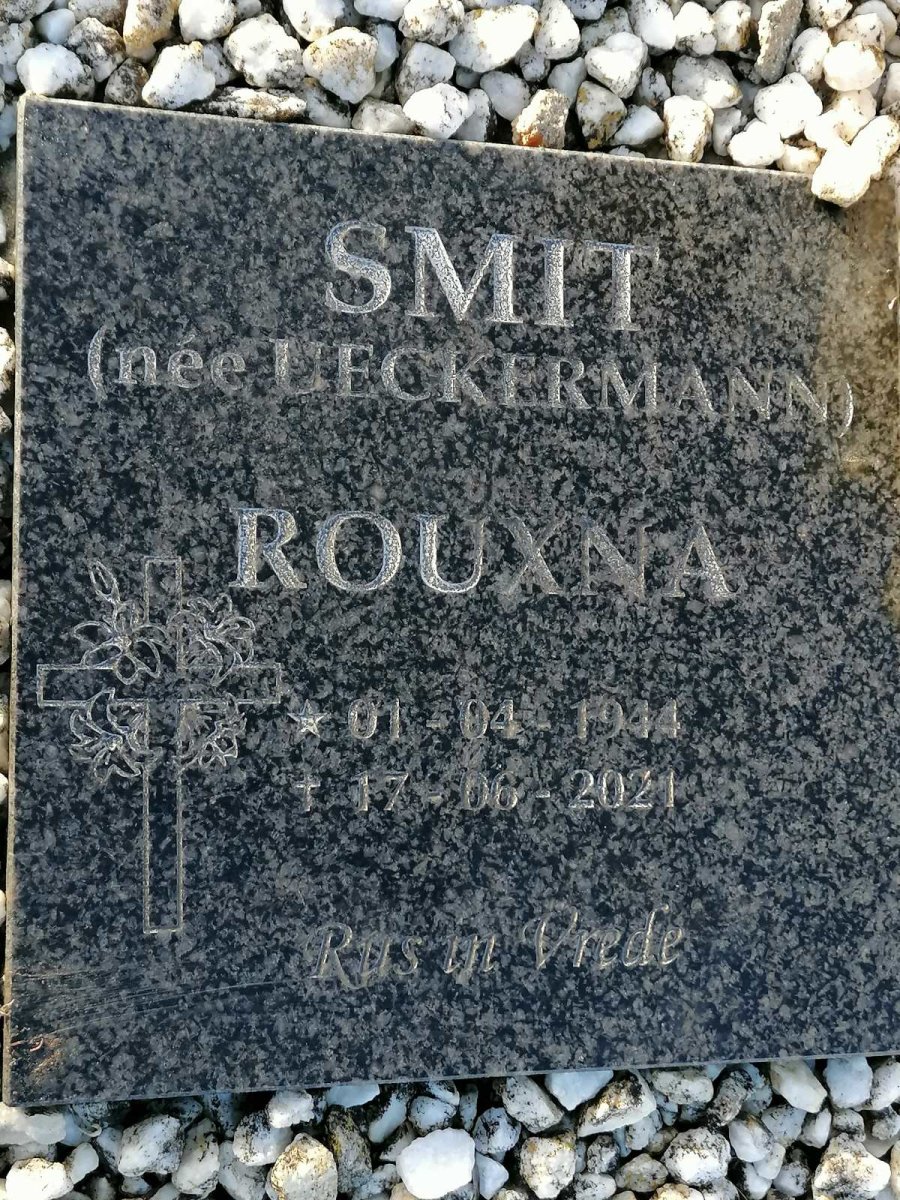 SMIT
(née UECKERMANN)
ROUXNA
★ 01 - 04 - 1944
✝ 17 - 06 - 2021
Rus in Vrede